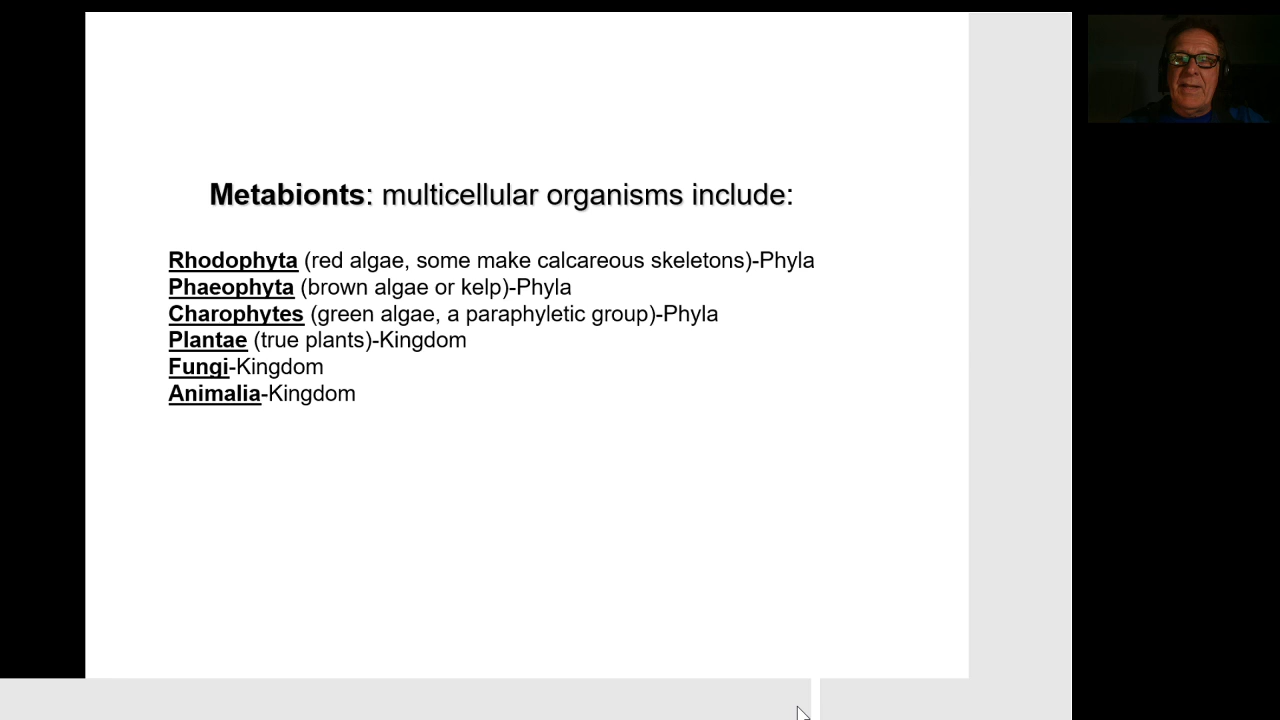 Metabionts: multicellular organisms include:
Rhodophyta (red algae, some make calcareous skeletons)-Phyla
Phaeophyta (brown algae or kelp)-Phyla
Charophytes (green algae, a paraphyletic group)-Phyla
Plantae (true plants)-Kingdom
Fungi-Kingdom
Animalia-Kingdom